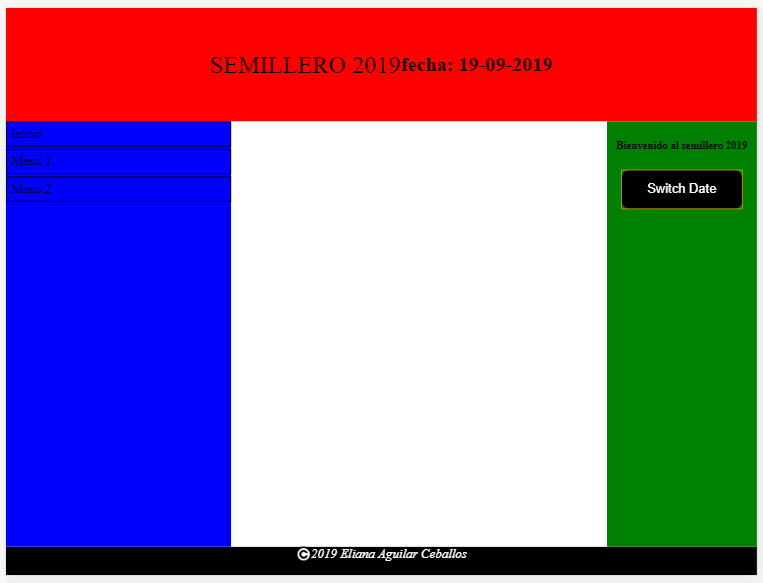 SEMILLERO 2019fecha: 19-09-2019
Inicio
Menu 1
Menu 2
Bienvenido al semillero 2019
Switch Date
©2019 Eliana Aguilar Ceballos